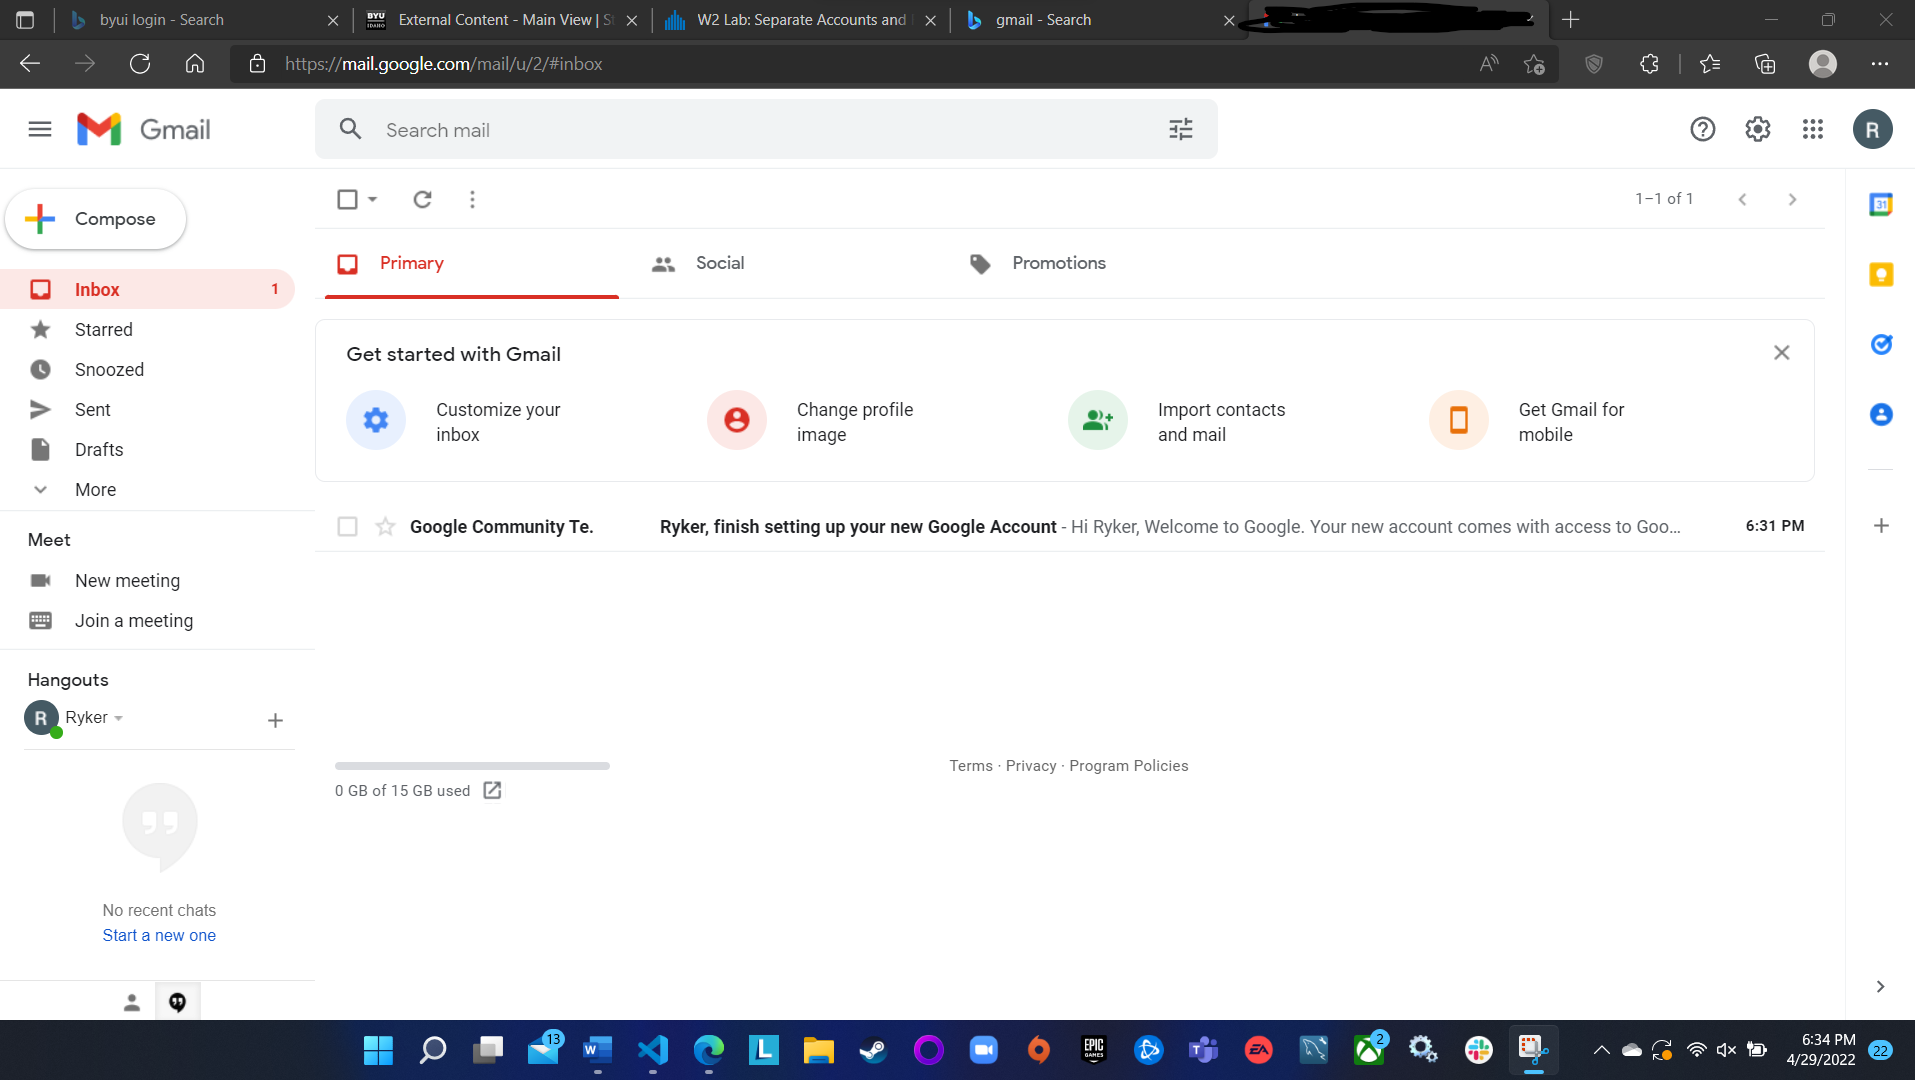 byui login - Search
BYU
IDAHO
External Content - Main View | S
W2 Lab: Separate Accounts and
gmail - Search
https://mail.google.com/mail/u/2/#inbox
Gmail
Search mail
R
Compose
1–1 of 1
31
Primary
Social
Promotions
Inbox
1
Starred
Snoozed
Sent
Drafts
More
Get started with Gmail
Customize your
inbox
Change profile
image
Import contacts
and mail
Get Gmail for
mobile
Google Community Te.
Ryker, finish setting up your new Google Account - Hi Ryker, Welcome to Google. Your new account comes with access to Goo…
6:31 PM
Meet
New meeting
Join a meeting
Hangouts
R
Ryker
No recent chats
Start a new one
0 GB of 15 GB used
Terms · Privacy · Program Policies
13
W
L
EPIC
GAMES
T
EA
2
6:34 PM
4/29/2022
22